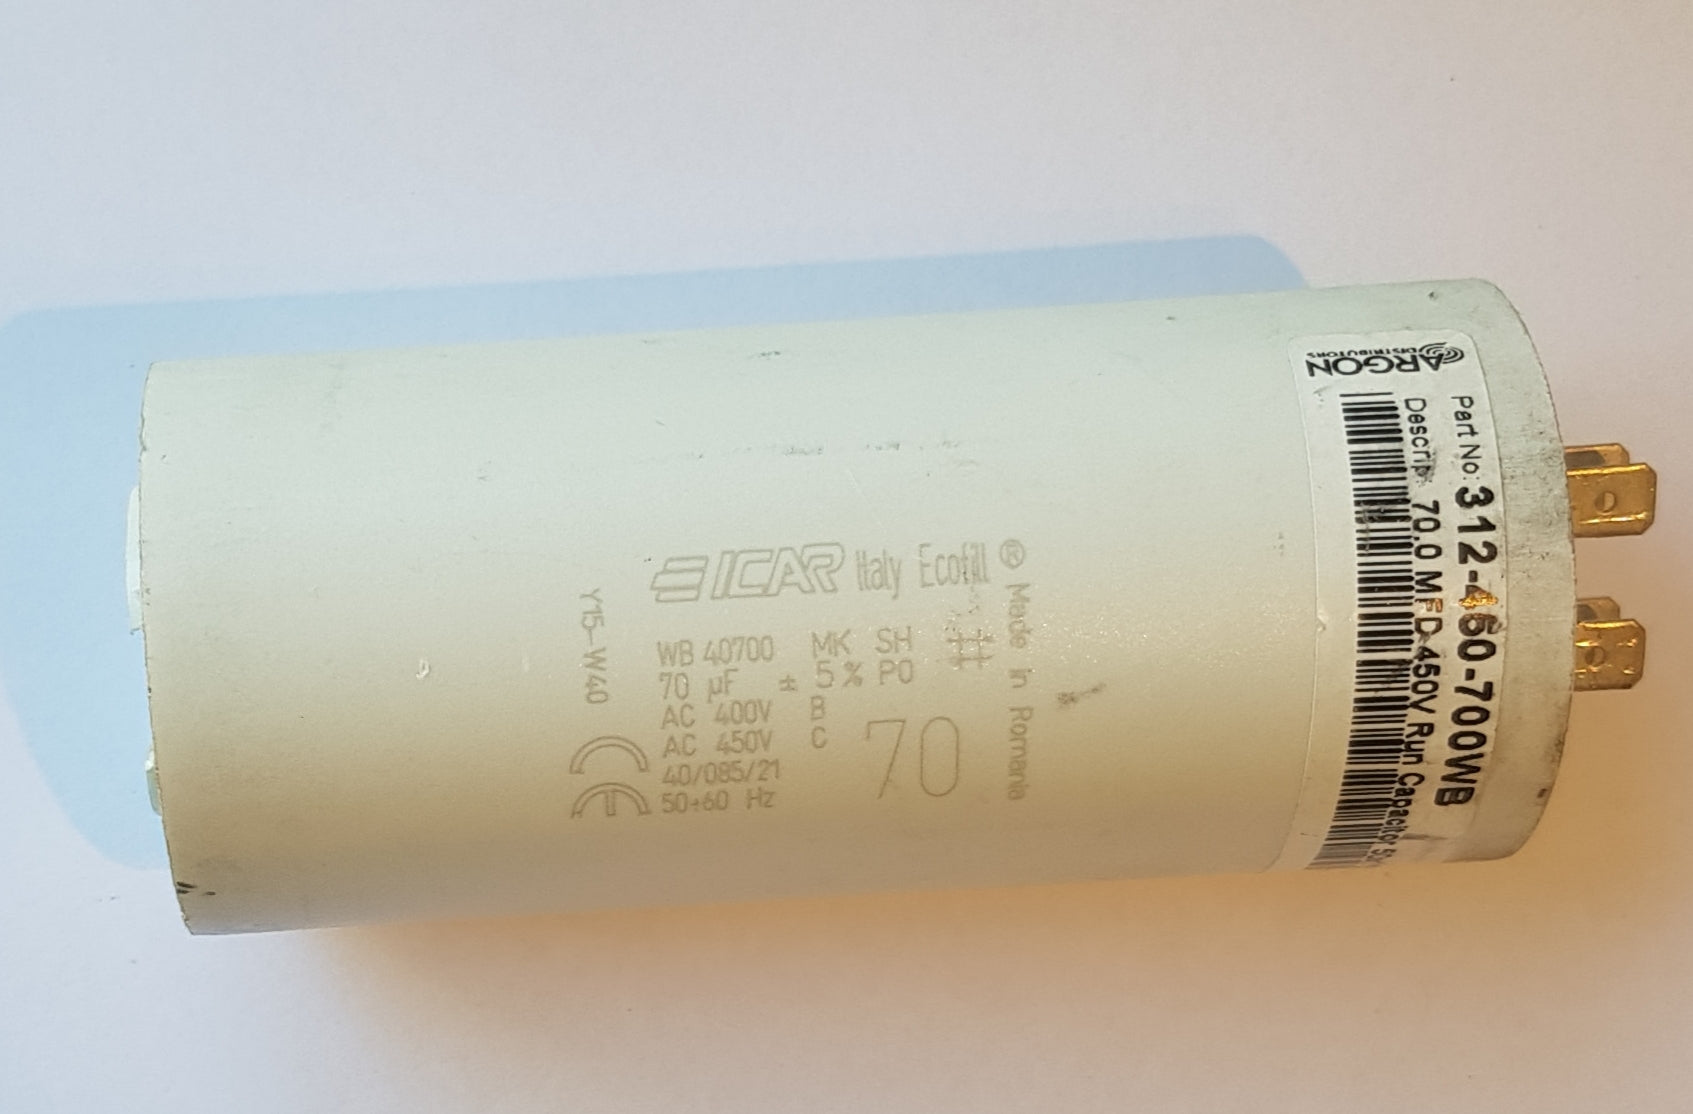 ICAR Italy Ecofill ®
WB 40700 MK SH
70 µF ± 5% PO
AC 400V B
AC 450V C
40/085/21
50÷60 Hz
70
CE
Y15-W40
Made in Romania
ARGON
DISTRIBUTORS
Part No: 312-450-700WB
Descrip. 70.0 MFD 450V Run Capacitor